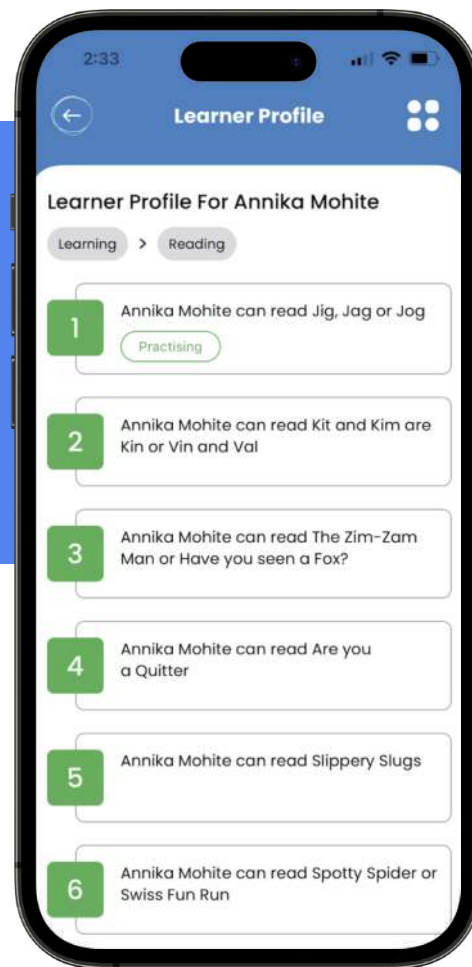 2:33
Learner Profile
Learner Profile For Annika Mohite
Learning > Reading
1
Annika Mohite can read Jig, Jag or Jog
Practising
2
Annika Mohite can read Kit and Kim are
Kin or Vin and Val
3
Annika Mohite can read The Zim-Zam
Man or Have you seen a Fox?
4
Annika Mohite can read Are you
a Quitter
5
Annika Mohite can read Slippery Slugs
6
Annika Mohite can read Spotty Spider or
Swiss Fun Run